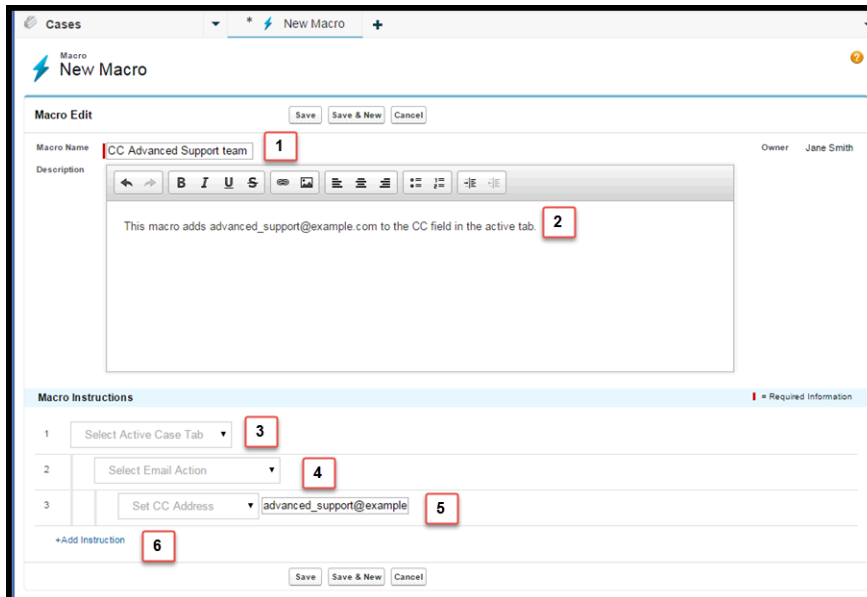 Cases * New Macro +
Macro
New Macro ?
Macro Edit Save Save & New Cancel
Macro Name CC Advanced Support team 1 Owner Jane Smith
Description
B I U S
This macro adds advanced_support@example.com to the CC field in the active tab. 2
Macro Instructions = Required Information
1 Select Active Case Tab 3
2 Select Email Action 4
3 Set CC Address advanced_support@example 5
+Add Instruction 6
Save Save & New Cancel